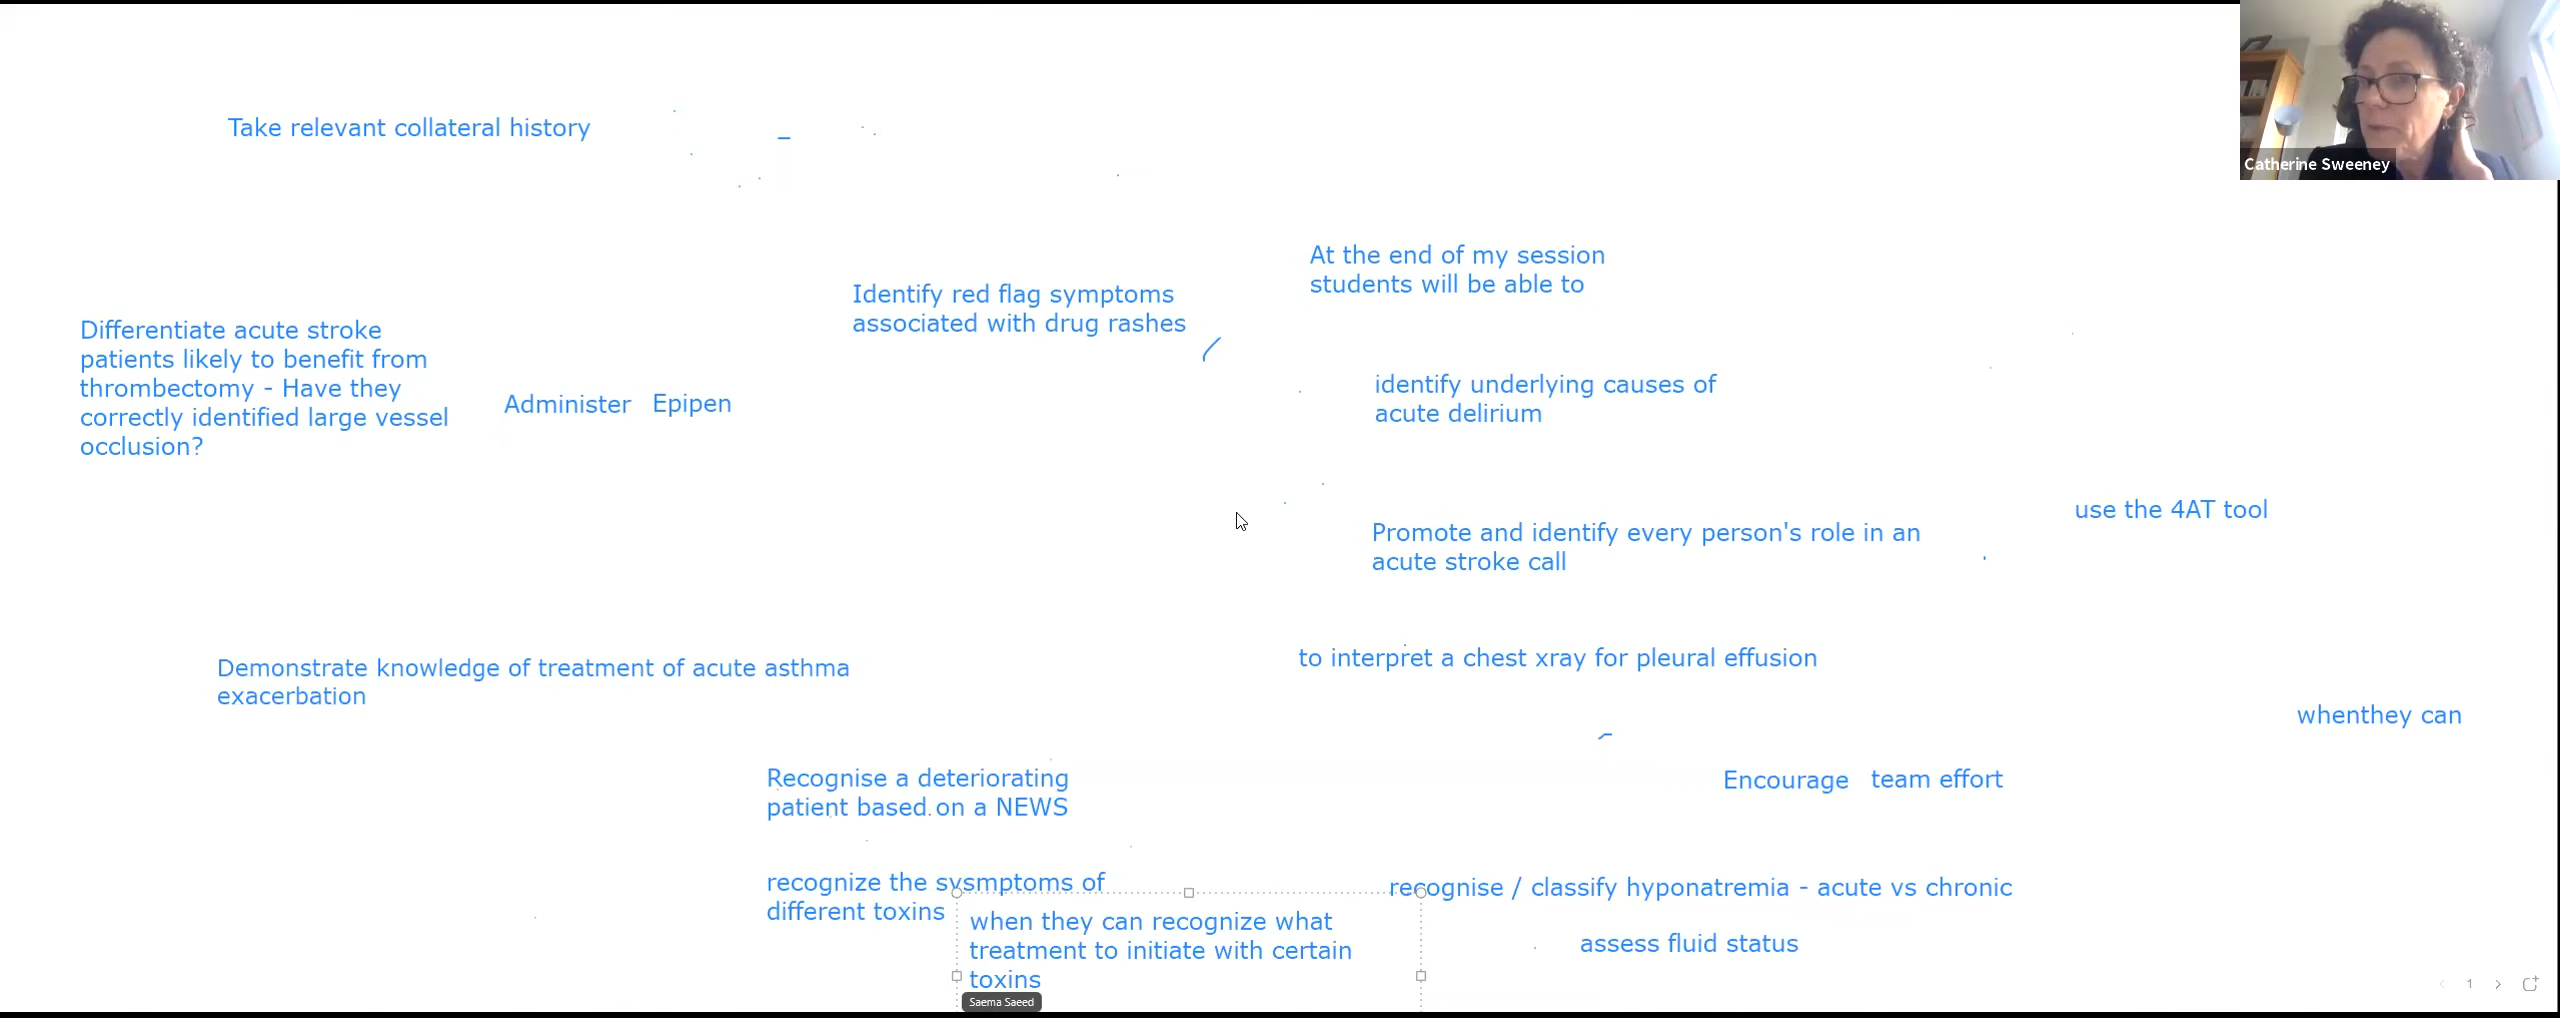 Take relevant collateral history
Catherine Sweeney
At the end of my session
students will be able to
Identify red flag symptoms
associated with drug rashes
Differentiate acute stroke
patients likely to benefit from
thrombectomy - Have they
correctly identified large vessel
occlusion?
Administer Epipen
identify underlying causes of
acute delirium
use the 4AT tool
Promote and identify every person's role in an
acute stroke call
to interpret a chest xray for pleural effusion
Demonstrate knowledge of treatment of acute asthma
exacerbation
whenthey can
Recognise a deteriorating
patient based on a NEWS
Encourage team effort
recognize the sysmptoms of
different toxins
recognise / classify hyponatremia - acute vs chronic
when they can recognize what
treatment to initiate with certain
toxins
assess fluid status
1
Saema Saeed